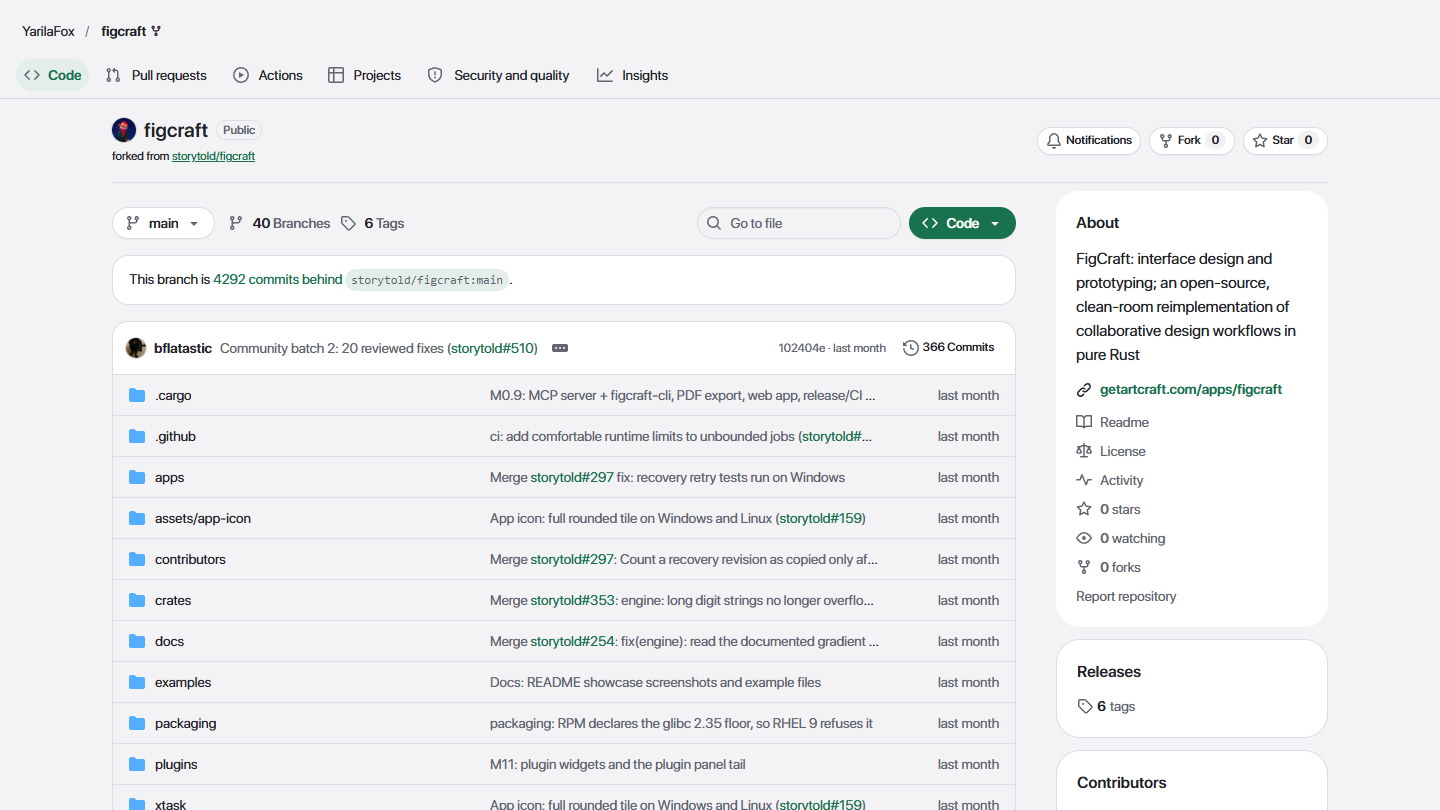 YarilaFox / figcraft
Code Pull requests Actions Projects Security and quality Insights
figcraft Public
forked from storytold/figcraft
Notifications Fork 0 Star 0
main 40 Branches 6 Tags Go to file Code
This branch is 4292 commits behind storytold/figcraft:main .
bflatastic Community batch 2: 20 reviewed fixes (storytold#510) 102404e · last month 366 Commits
.cargo M0.9: MCP server + figcraft-cli, PDF export, web app, release/CI ... last month
.github ci: add comfortable runtime limits to unbounded jobs (storytold#... last month
apps Merge storytold#297 fix: recovery retry tests run on Windows last month
assets/app-icon App icon: full rounded tile on Windows and Linux (storytold#159) last month
contributors Merge storytold#297: Count a recovery revision as copied only af... last month
crates Merge storytold#353: engine: long digit strings no longer overflo... last month
docs Merge storytold#254: fix(engine): read the documented gradient ... last month
examples Docs: README showcase screenshots and example files last month
packaging packaging: RPM declares the glibc 2.35 floor, so RHEL 9 refuses it last month
plugins M11: plugin widgets and the plugin panel tail last month
xtask App icon: full rounded tile on Windows and Linux (storytold#159) last month
About
FigCraft: interface design and
prototyping; an open-source,
clean-room reimplementation of
collaborative design workflows in
pure Rust
getartcraft.com/apps/figcraft
Readme
License
Activity
0 stars
0 watching
0 forks
Report repository
Releases
6 tags
Contributors